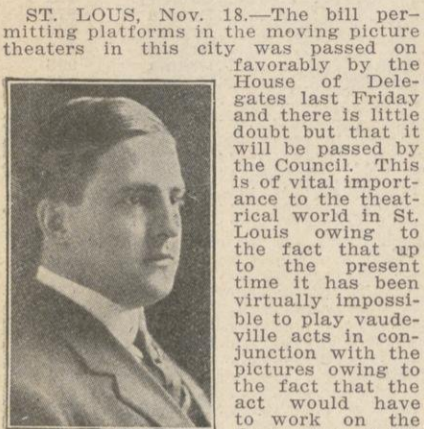 ST. LOUS, Nov. 18.—The bill per-
mitting platforms in the moving picture
theaters in this city was passed on
favorably by the
House of Dele-
gates last Friday
and there is little
doubt but that it
will be passed by
the Council. This
is of vital import-
ance to the theat-
rical world in St.
Louis owing to
the fact that up
to the present
time it has been
virtually impossi-
ble to play vaude-
ville acts in con-
junction with the
pictures owing to
the fact that the
act would have
to work on the